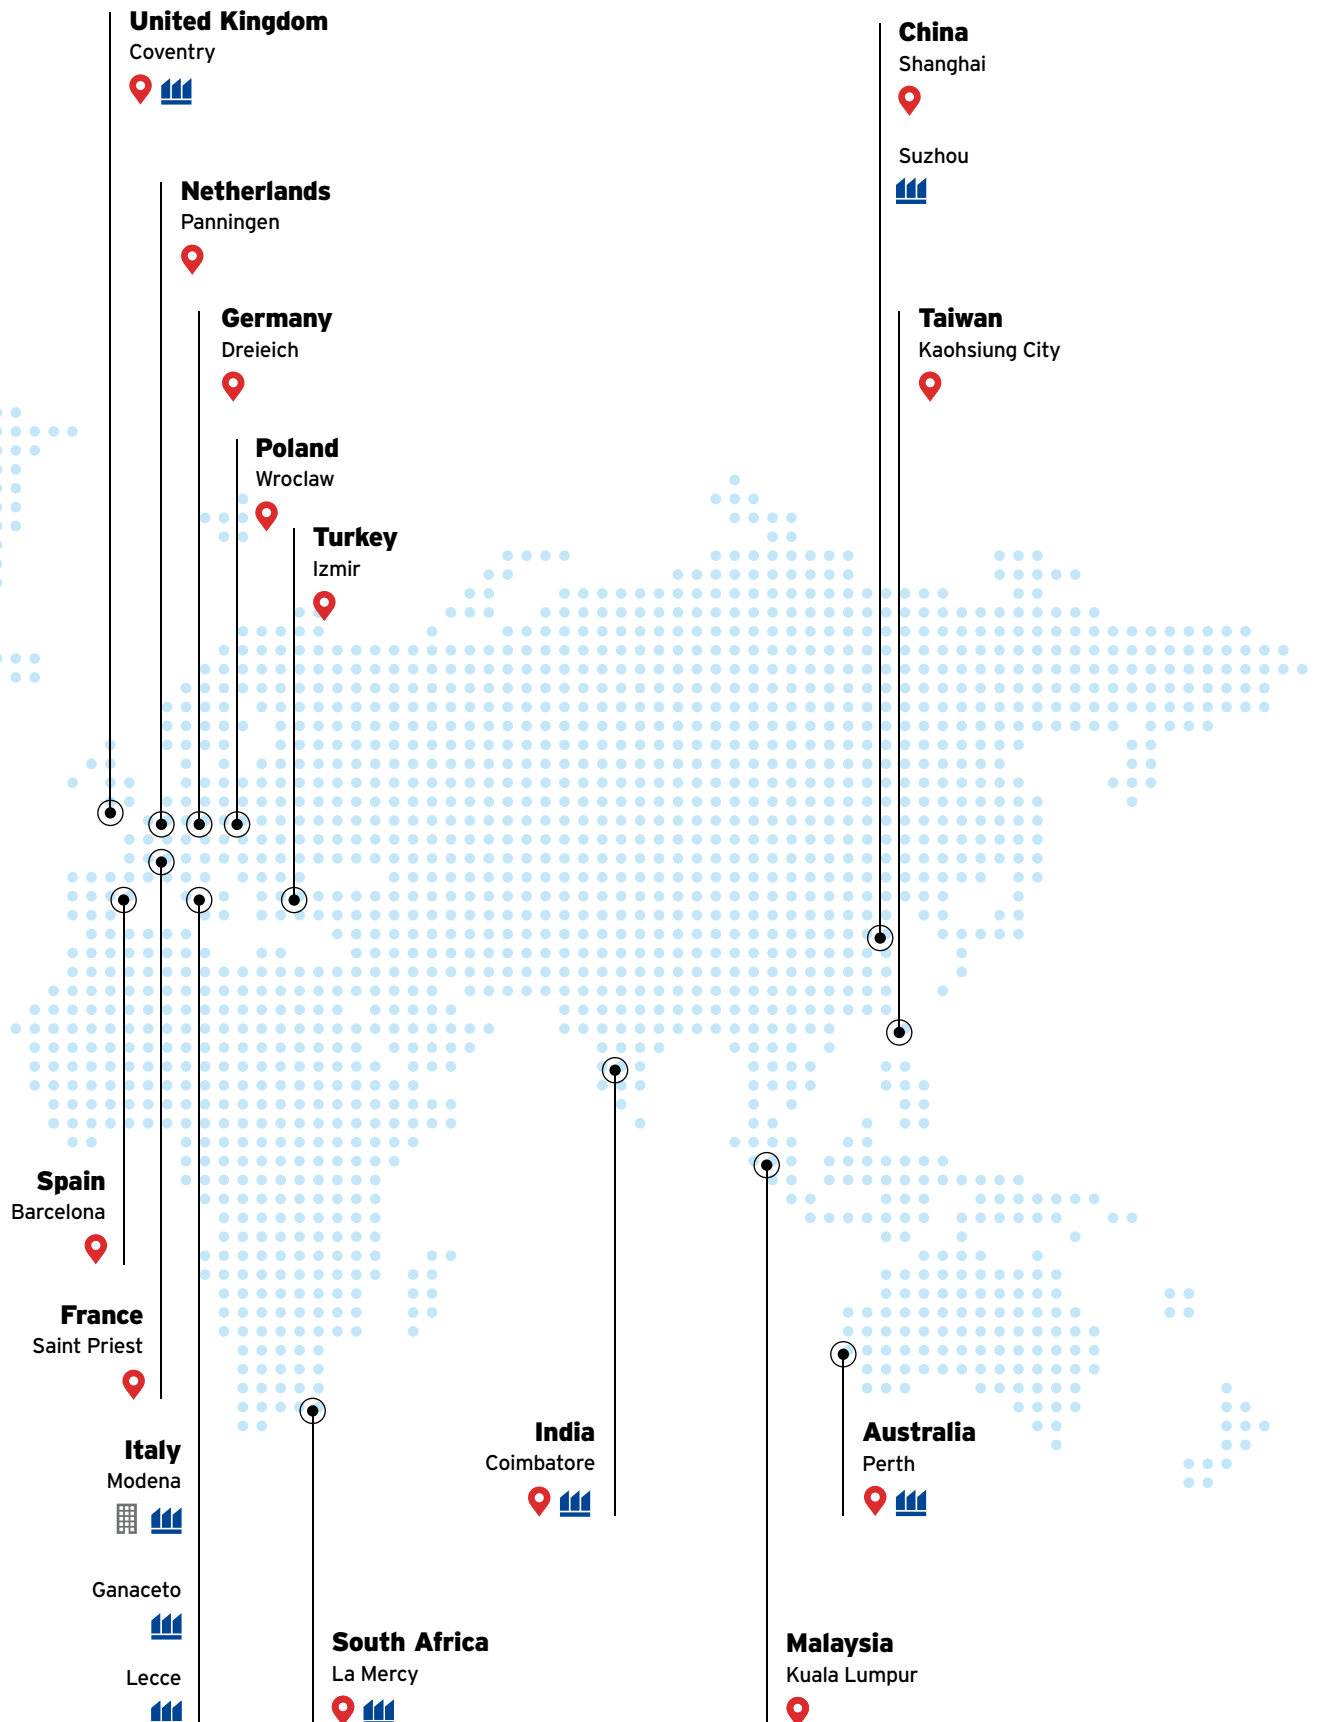 United Kingdom
Coventry
China
Shanghai
Suzhou
Netherlands
Panningen
Germany
Dreieich
Taiwan
Kaohsiung City
Poland
Wroclaw
Turkey
Izmir
Spain
Barcelona
France
Saint Priest
Italy
Modena
Ganaceto
Lecce
India
Coimbatore
Australia
Perth
South Africa
La Mercy
Malaysia
Kuala Lumpur